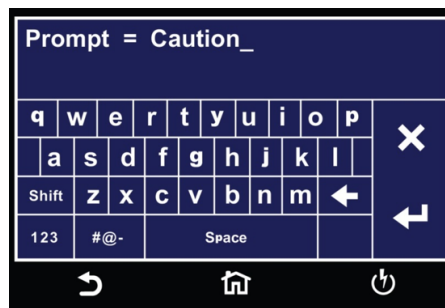 Prompt = Caution_
q w e r t y u i o p
a s d f g h j k l
Shift z x c v b n m
123 #@- Space